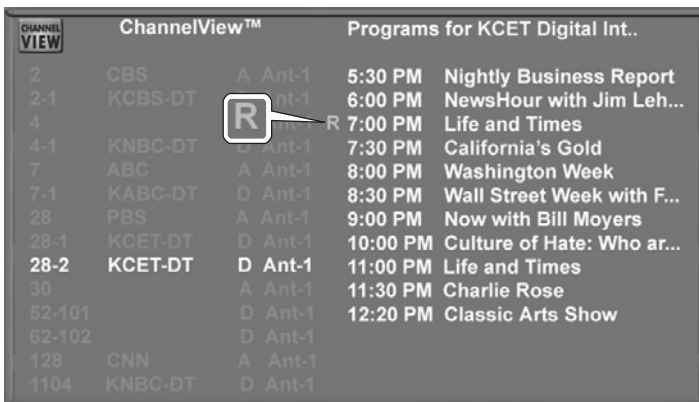 CHANNEL VIEW
ChannelView™
2 CBS A Ant-1
2-1 KCBS-DT Ant-1
4 Ant-1
4-1 KNBC-DT D Ant-1
7 ABC A Ant-1
7-1 KABC-DT D Ant-1
28 PBS A Ant-1
28-1 KCET-DT D Ant-1
28-2 KCET-DT D Ant-1
30 A Ant-1
52-101 D Ant-1
62-102 D Ant-1
128 CNN A Ant-1
1104 KNBC-DT D Ant-1
R
Programs for KCET Digital Int..
5:30 PM Nightly Business Report
6:00 PM NewsHour with Jim Leh...
R 7:00 PM Life and Times
7:30 PM California's Gold
8:00 PM Washington Week
8:30 PM Wall Street Week with F...
9:00 PM Now with Bill Moyers
10:00 PM Culture of Hate: Who ar...
11:00 PM Life and Times
11:30 PM Charlie Rose
12:20 PM Classic Arts Show